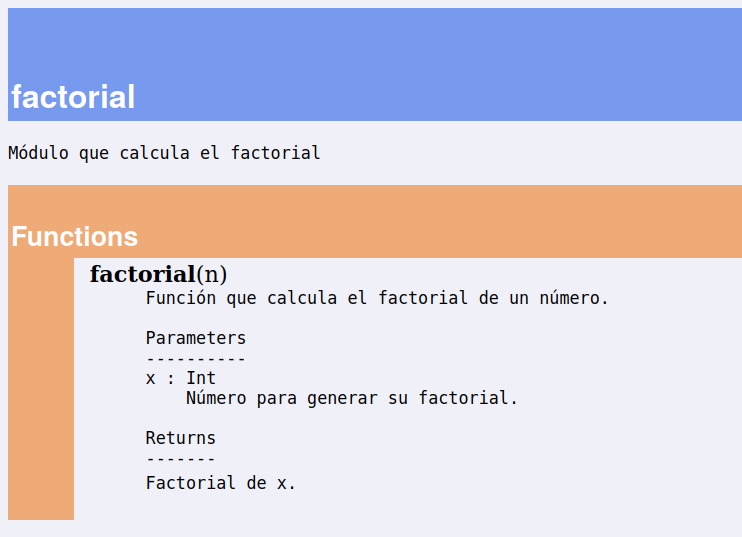 factorial
Módulo que calcula el factorial
Functions
factorial(n)
Función que calcula el factorial de un número.
Parameters
----------
x : Int
Número para generar su factorial.
Returns
-------
Factorial de x.